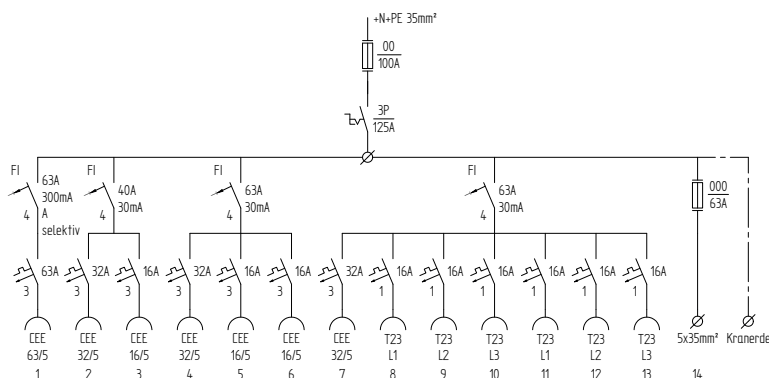 +N+PE 35mm²
00
100A
3P
125A
FI
63A
300mA
A
selektiv
4
FI
40A
30mA
4
FI
63A
30mA
4
FI
63A
30mA
4
000
63A
63A 32A 16A 32A 16A 16A 32A 16A 16A 16A 16A 16A 16A
3 3 3 3 3 3 3 1 1 1 1 1 1
CEE CEE CEE CEE CEE CEE CEE T23 T23 T23 T23 T23 T23 5x35mm² Kranerde
63/5 32/5 16/5 32/5 16/5 16/5 32/5 L1 L2 L3 L1 L2 L3
1 2 3 4 5 6 7 8 9 10 11 12 13 14